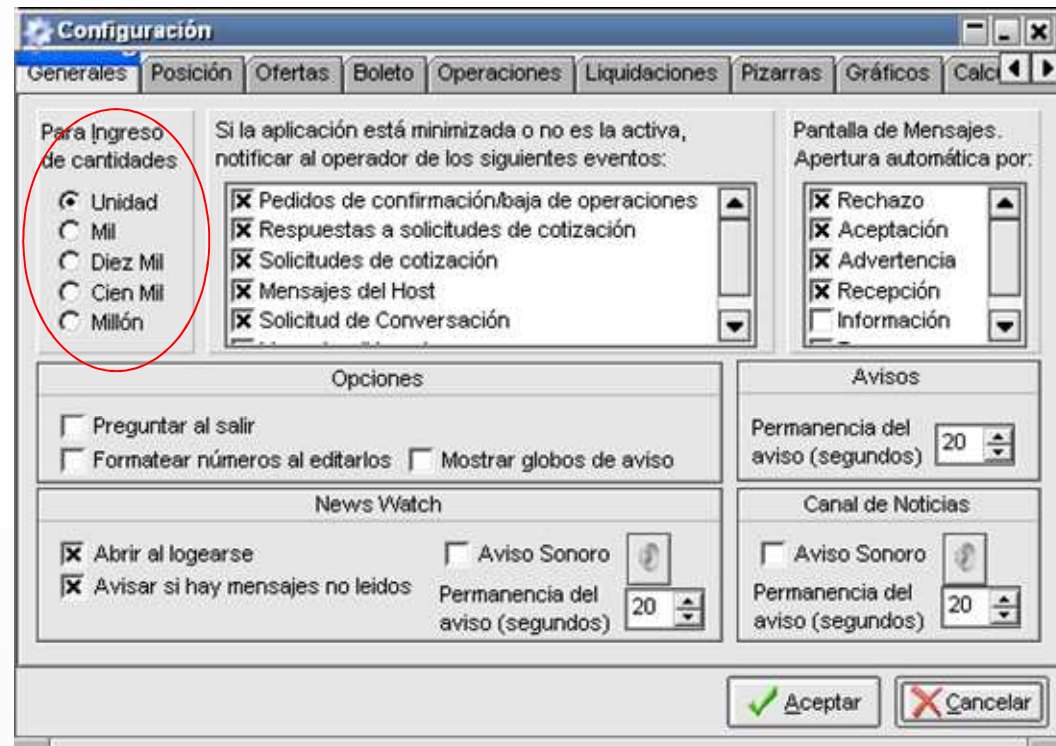 Configuración
Generales Posición Ofertas Boleto Operaciones Liquidaciones Pizarras Gráficos
Para Ingreso
de cantidades
Unidad
Mil
Diez Mil
Cien Mil
Millón
Si la aplicación está minimizada o no es la activa,
notificar al operador de los siguientes eventos:
Pedidos de confirmación/baja de operaciones
Respuestas a solicitudes de cotización
Solicitudes de cotización
Mensajes del Host
Solicitud de Conversación
Pantalla de Mensajes.
Apertura automática por:
Rechazo
Aceptación
Advertencia
Recepción
Información
Opciones
Preguntar al salir
Formatear números al editarlos Mostrar globos de aviso
Avisos
Permanencia del
aviso (segundos) 20
News Watch
Abrir al logearse
Avisar si hay mensajes no leidos
Aviso Sonoro
Permanencia del
aviso (segundos) 20
Canal de Noticias
Aviso Sonoro
Permanencia del
aviso (segundos) 20
Aceptar Cancelar